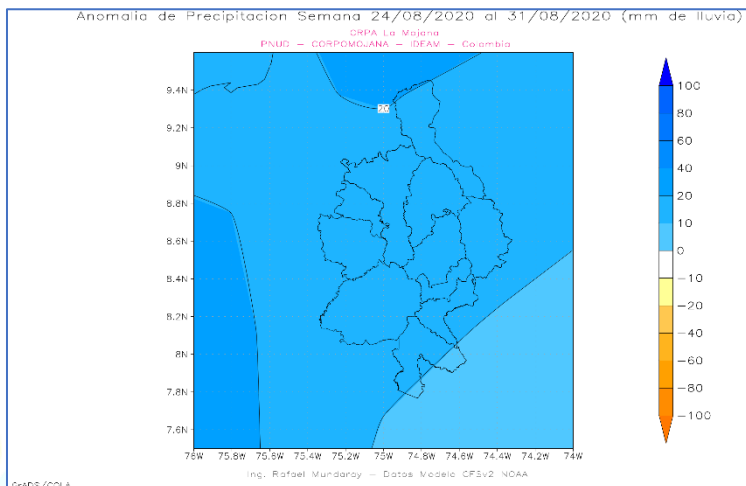 Anomalia de Precipitacion Semana 24/08/2020 al 31/08/2020 (mm de lluvia)
CRPA La Mojana
PNUD - CORPOMOJANA - IDEAM - Colombia
9.4N
9.2N
9N
8.8N
8.6N
8.4N
8.2N
8N
7.8N
7.6N
20
76W 75.8W 75.6W 75.4W 75.2W 75W 74.8W 74.6W 74.4W 74.2W 74W
100
80
60
40
20
10
0
-10
-20
-40
-60
-80
-100
Ing. Rafael Mundaray - Datos Modelo CFSv2 NOAA
GrADS/COLA